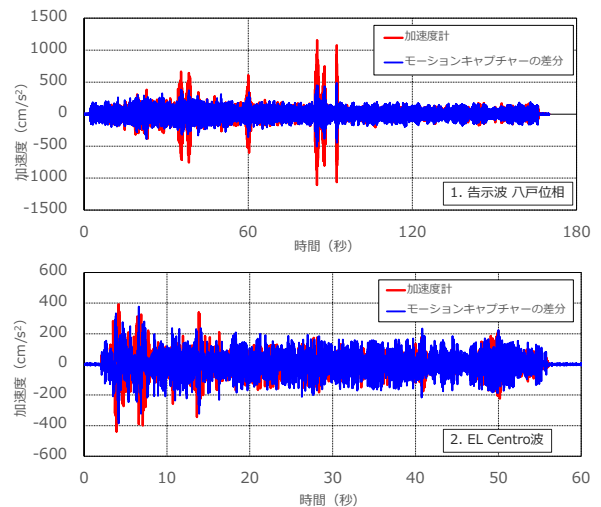 1500
1000
500
0
-500
-1000
-1500
加速度（cm/s²）
加速度計
モーションキャプチャーの差分
1. 告示波 八戸位相
0 60 120 180
時間（秒）
600
400
200
0
-200
-400
-600
加速度（cm/s²）
加速度計
モーションキャプチャーの差分
2. EL Centro波
0 10 20 30 40 50 60
時間（秒）